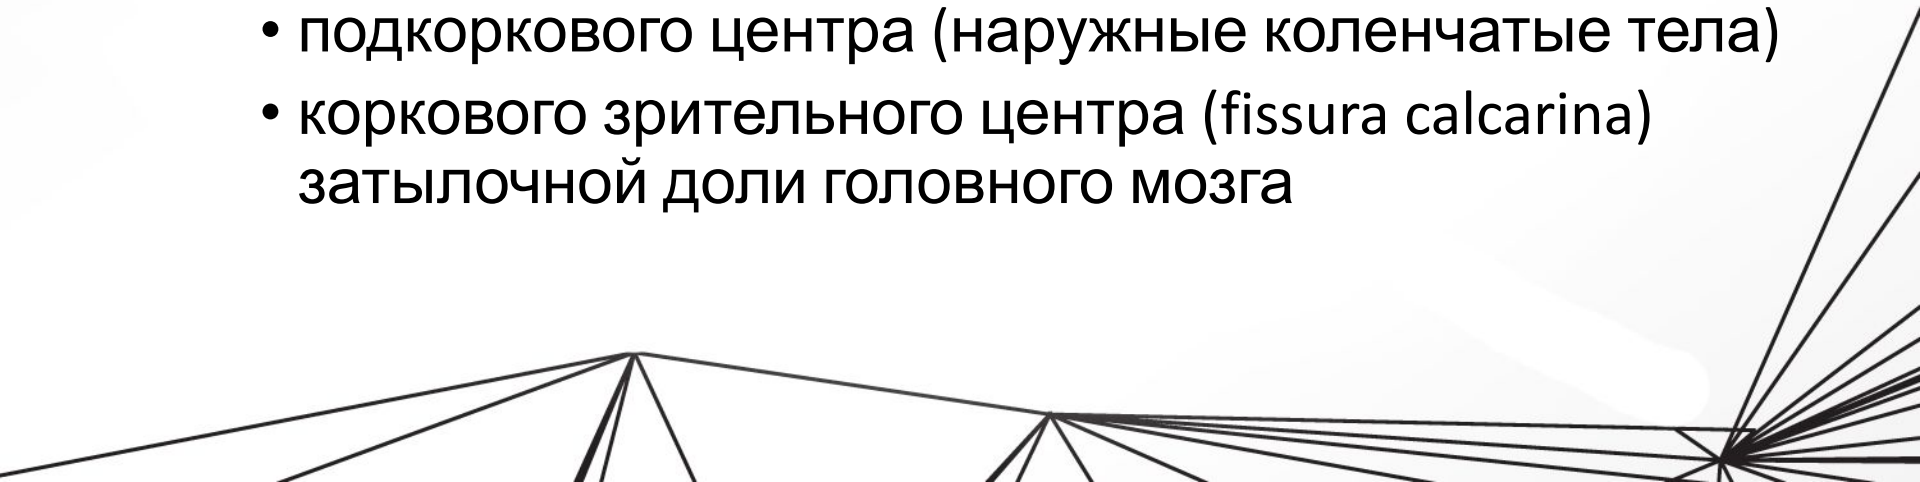 • подкоркового центра (наружные коленчатые тела)
• коркового зрительного центра (fissura calcarina)
затылочной доли головного мозга